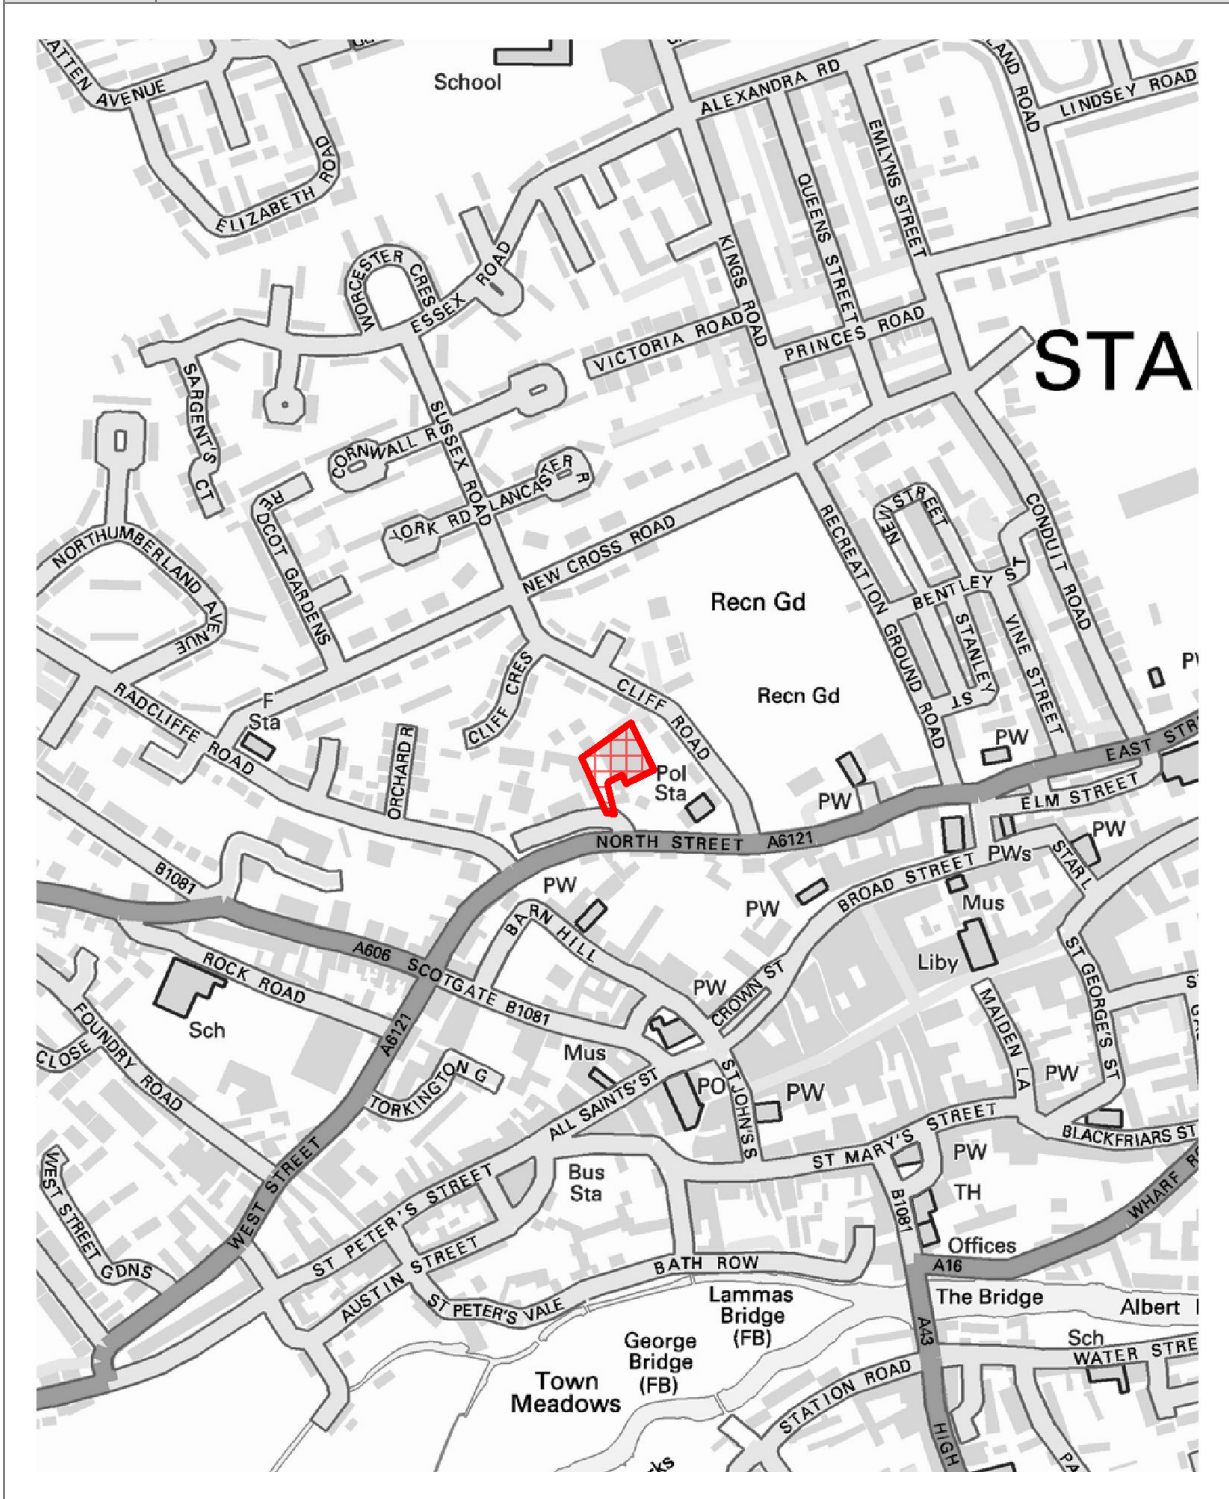 School
ALEXANDRA RD
LINDSEY ROAD
ATTEN AVENUE
LAND ROAD
ELIZABETH ROAD
EMLYNS STREET
QUEENS STREET
KINGS ROAD
WORCESTER CRES
ESSEX ROAD
VICTORIA ROAD
PRINCES ROAD
STA
SARGENT'S CT
SUSSEX ROAD
CORNWALL R
LANCASTER R
YORK RD
REDCOT GARDENS
NORTHUMBERLAND AVENUE
NEW CROSS ROAD
NEW STREET
CONDUIT ROAD
RECREATION GROUND ROAD
BENTLEY ST
STANLEY ST
VINE STREET
Recn Gd
Recn Gd
RADCLIFFE ROAD
F
Sta
CLIFF CRES
CLIFF ROAD
ORCHARD R
Pol
Sta
PW
PW
EAST STR
ELM STREET
NORTH STREET A6121
PWs
PW
STAR L
BROAD STREET
B1081
PW
PW
Mus
BARN HILL
A606 SCOTGATE B1081
Liby
ROCK ROAD
Sch
PW
CROWN ST
ST GEORGE'S ST
MAIDEN LA
FOUNDRY ROAD
CLOSE
A6121
TORKINGTON G
Mus
ALL SAINTS' ST
PO
ST JOHN'S S
PW
PW
ST MARY'S STREET
BLACKFRIARS ST
PW
WEST STREET
WEST STREET GDNS
ST PETER'S STREET
Bus
Sta
B1081
TH
Offices
WHARF R
AUSTIN STREET
BATH ROW
A16
ST PETER'S VALE
Lammas
Bridge
(FB)
The Bridge
Albert
George
Bridge
(FB)
A43
Sch
WATER STRE
Town
Meadows
STATION ROAD
HIGH
PA
ks